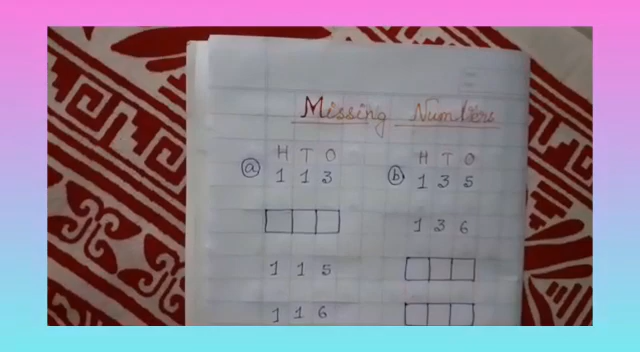 Missing Numbers
H T O
ⓐ 1 1 3
1 1 5
1 1 6
H T O
ⓑ 1 3 5
1 3 6